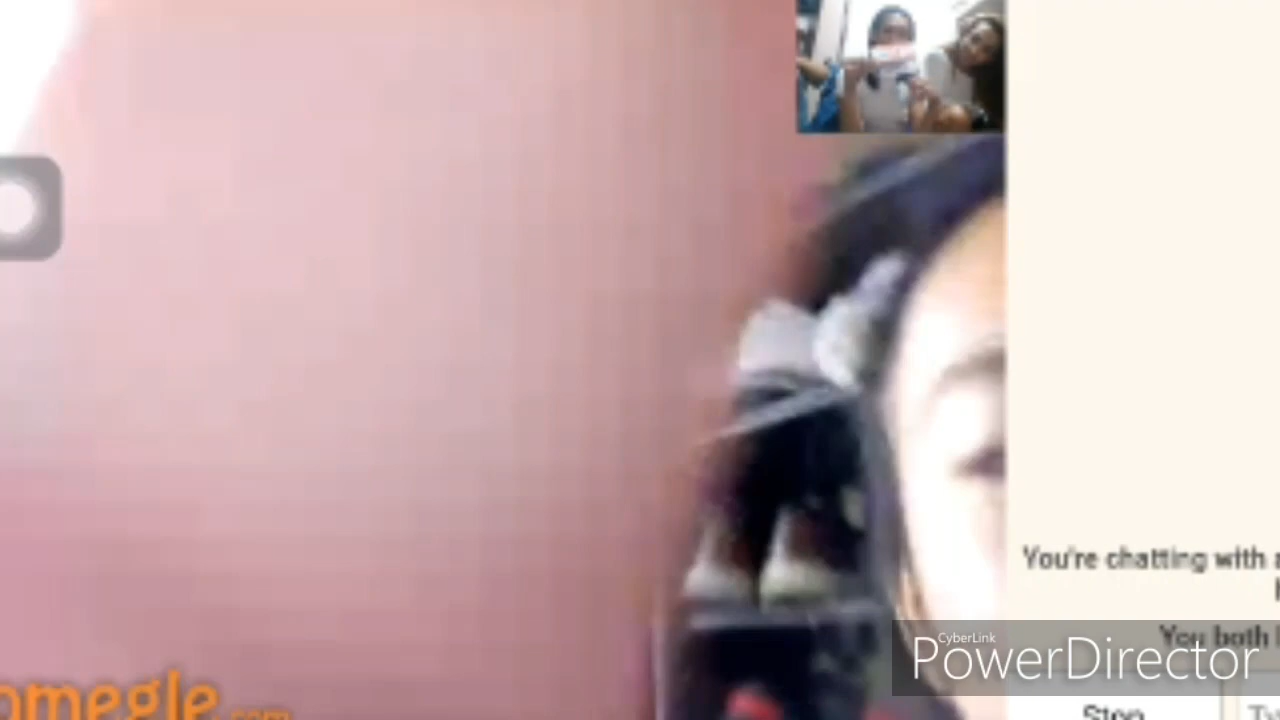 You're chatting with
You both
CyberLink
PowerDirector
omegle.com
Stop